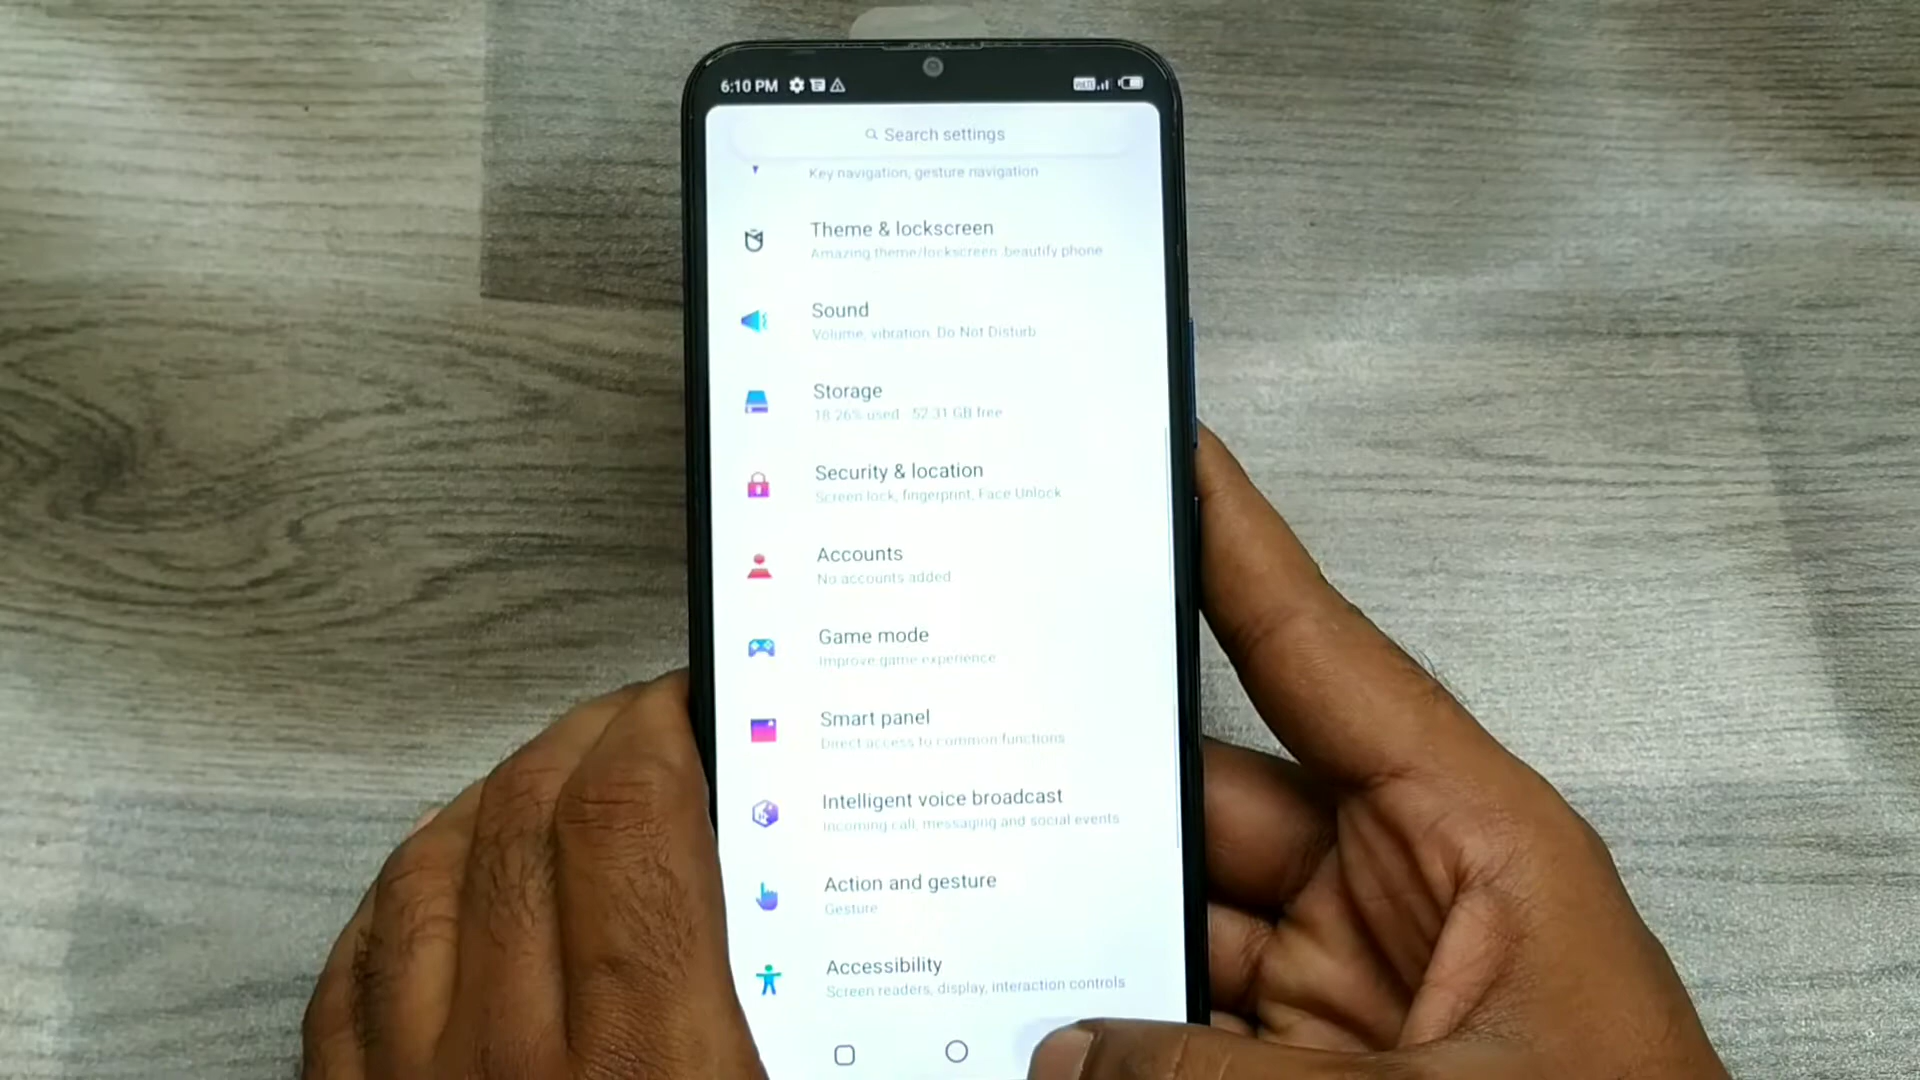 6:10 PM
Search settings
Key navigation, gesture navigation
Theme & lockscreen
Amazing theme/lockscreen beautify phone
Sound
Volume, vibration, Do Not Disturb
Storage
18.26% used - 52.31 GB free
Security & location
Screen lock, fingerprint, Face Unlock
Accounts
No accounts added
Game mode
Improve game experience
Smart panel
Direct access to common functions
Intelligent voice broadcast
Incoming call, messaging and social events
Action and gesture
Gesture
Accessibility
Screen readers, display, interaction controls